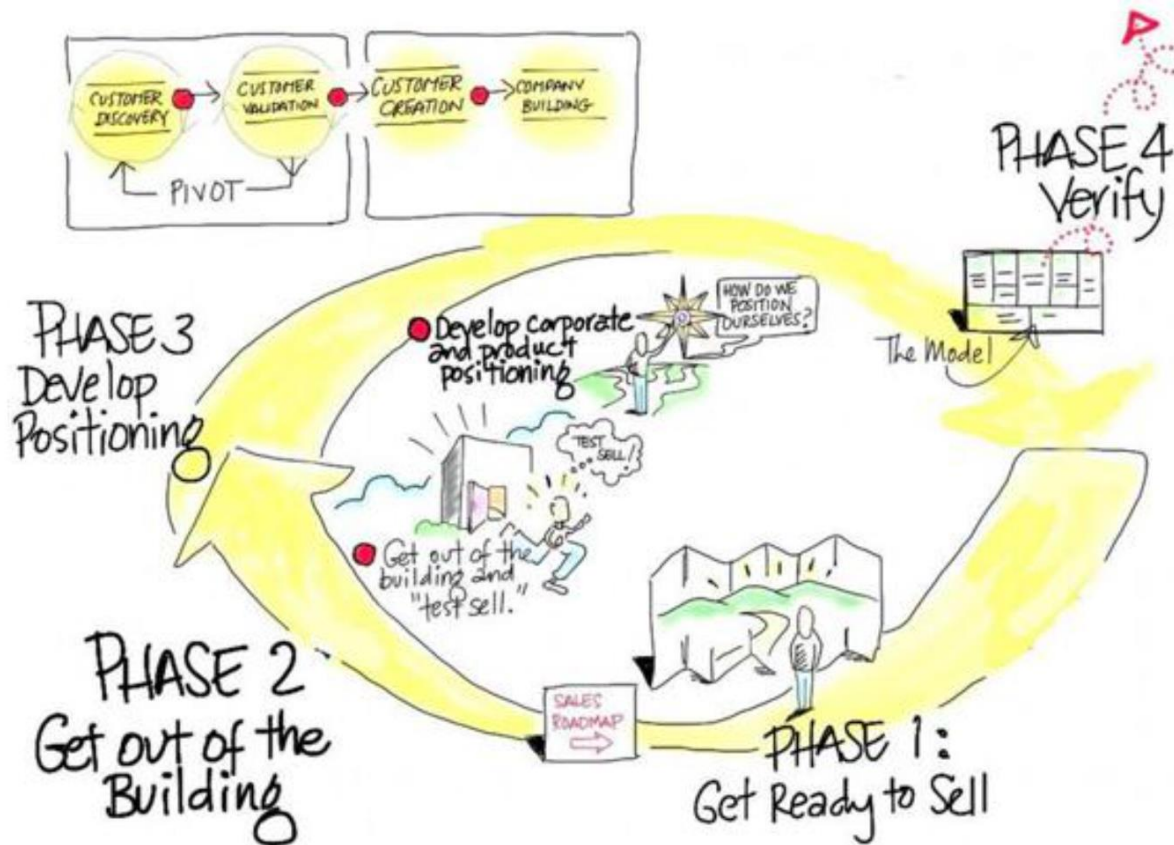 CUSTOMER
DISCOVERY
CUSTOMER
VALIDATION
CUSTOMER
CREATION
COMPANY
BUILDING
PIVOT
PHASE 4
Verify
The Model
HOW DO WE
POSITION
OURSELVES?
Develop corporate
and product
positioning
PHASE 3
Develop
Positioning
TEST
SELL!
Get out of the
building and
"test sell."
PHASE 2
Get out of the
Building
SALES
ROADMAP
PHASE 1:
Get Ready to Sell